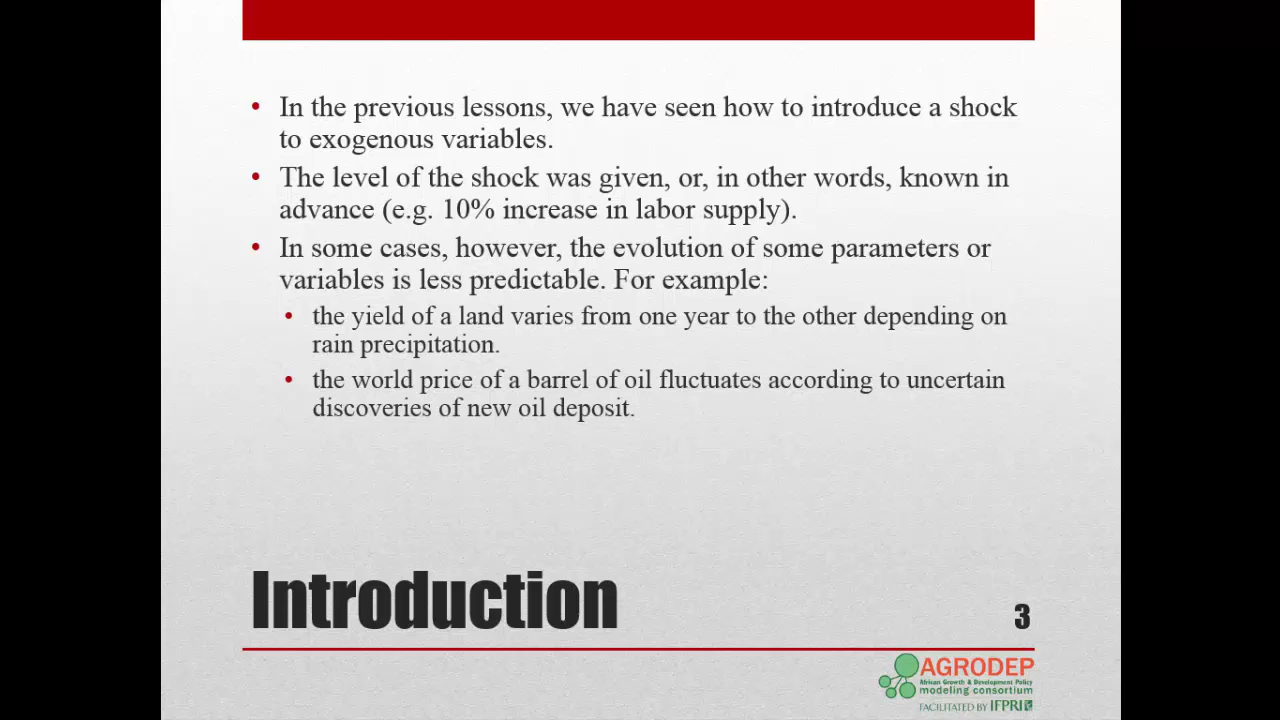 • In the previous lessons, we have seen how to introduce a shock
to exogenous variables.
• The level of the shock was given, or, in other words, known in
advance (e.g. 10% increase in labor supply).
• In some cases, however, the evolution of some parameters or
variables is less predictable. For example:
• the yield of a land varies from one year to the other depending on
rain precipitation.
• the world price of a barrel of oil fluctuates according to uncertain
discoveries of new oil deposit.
Introduction
3
AGRODEP
African Growth & Development Policy
modeling consortium
FACILITATED BY IFPRI